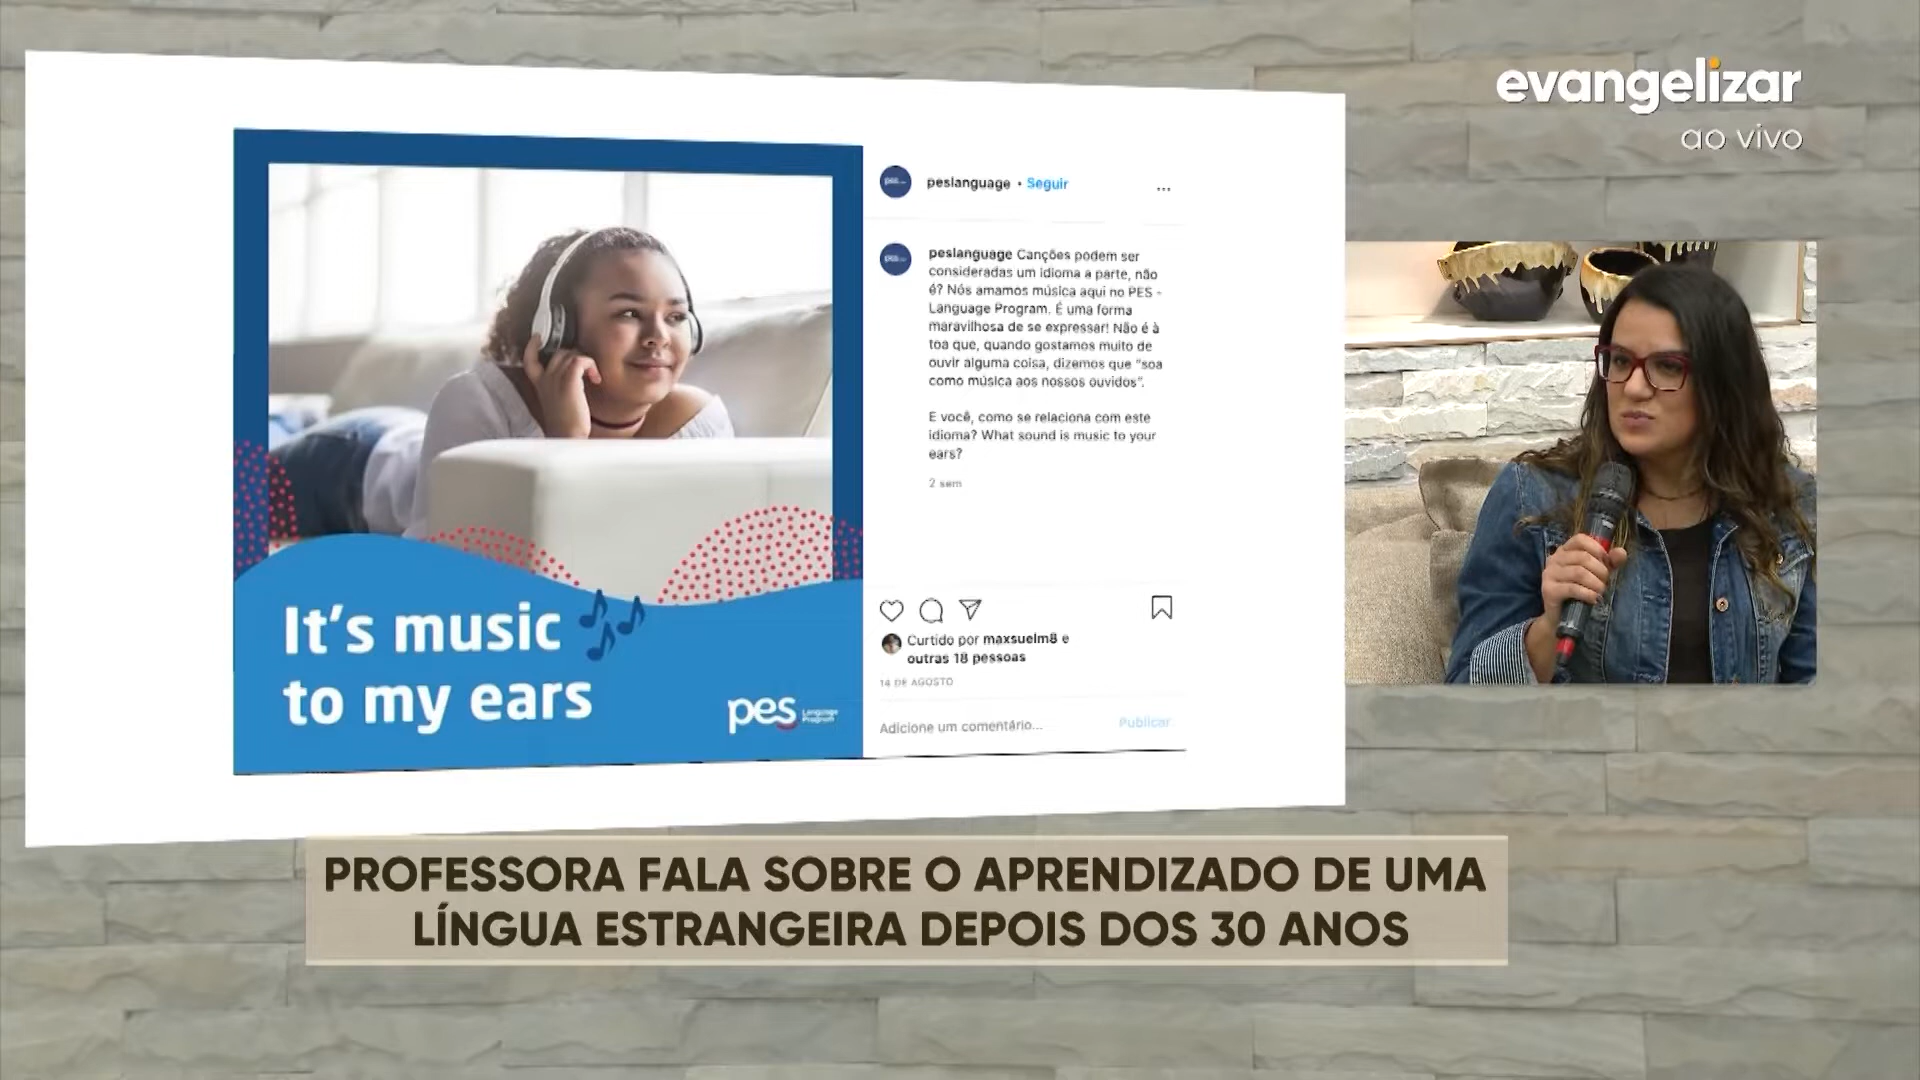 evangelizar
ao vivo
peslanguage • Seguir
...
peslanguage Canções podem ser
consideradas um idioma a parte, não
é? Nós amamos música aqui no PES -
Language Program. É uma forma
maravilhosa de se expressar! Não é à
toa que, quando gostamos muito de
ouvir alguma coisa, dizemos que "soa
como música aos nossos ouvidos".
E você, como se relaciona com este
idioma? What sound is music to your
ears?
2 sem
Curtido por maxsuelm8 e
outras 18 pessoas
14 DE AGOSTO
Adicione um comentário... Publicar
It's music
to my ears
pes Language
Program
PROFESSORA FALA SOBRE O APRENDIZADO DE UMA
LÍNGUA ESTRANGEIRA DEPOIS DOS 30 ANOS